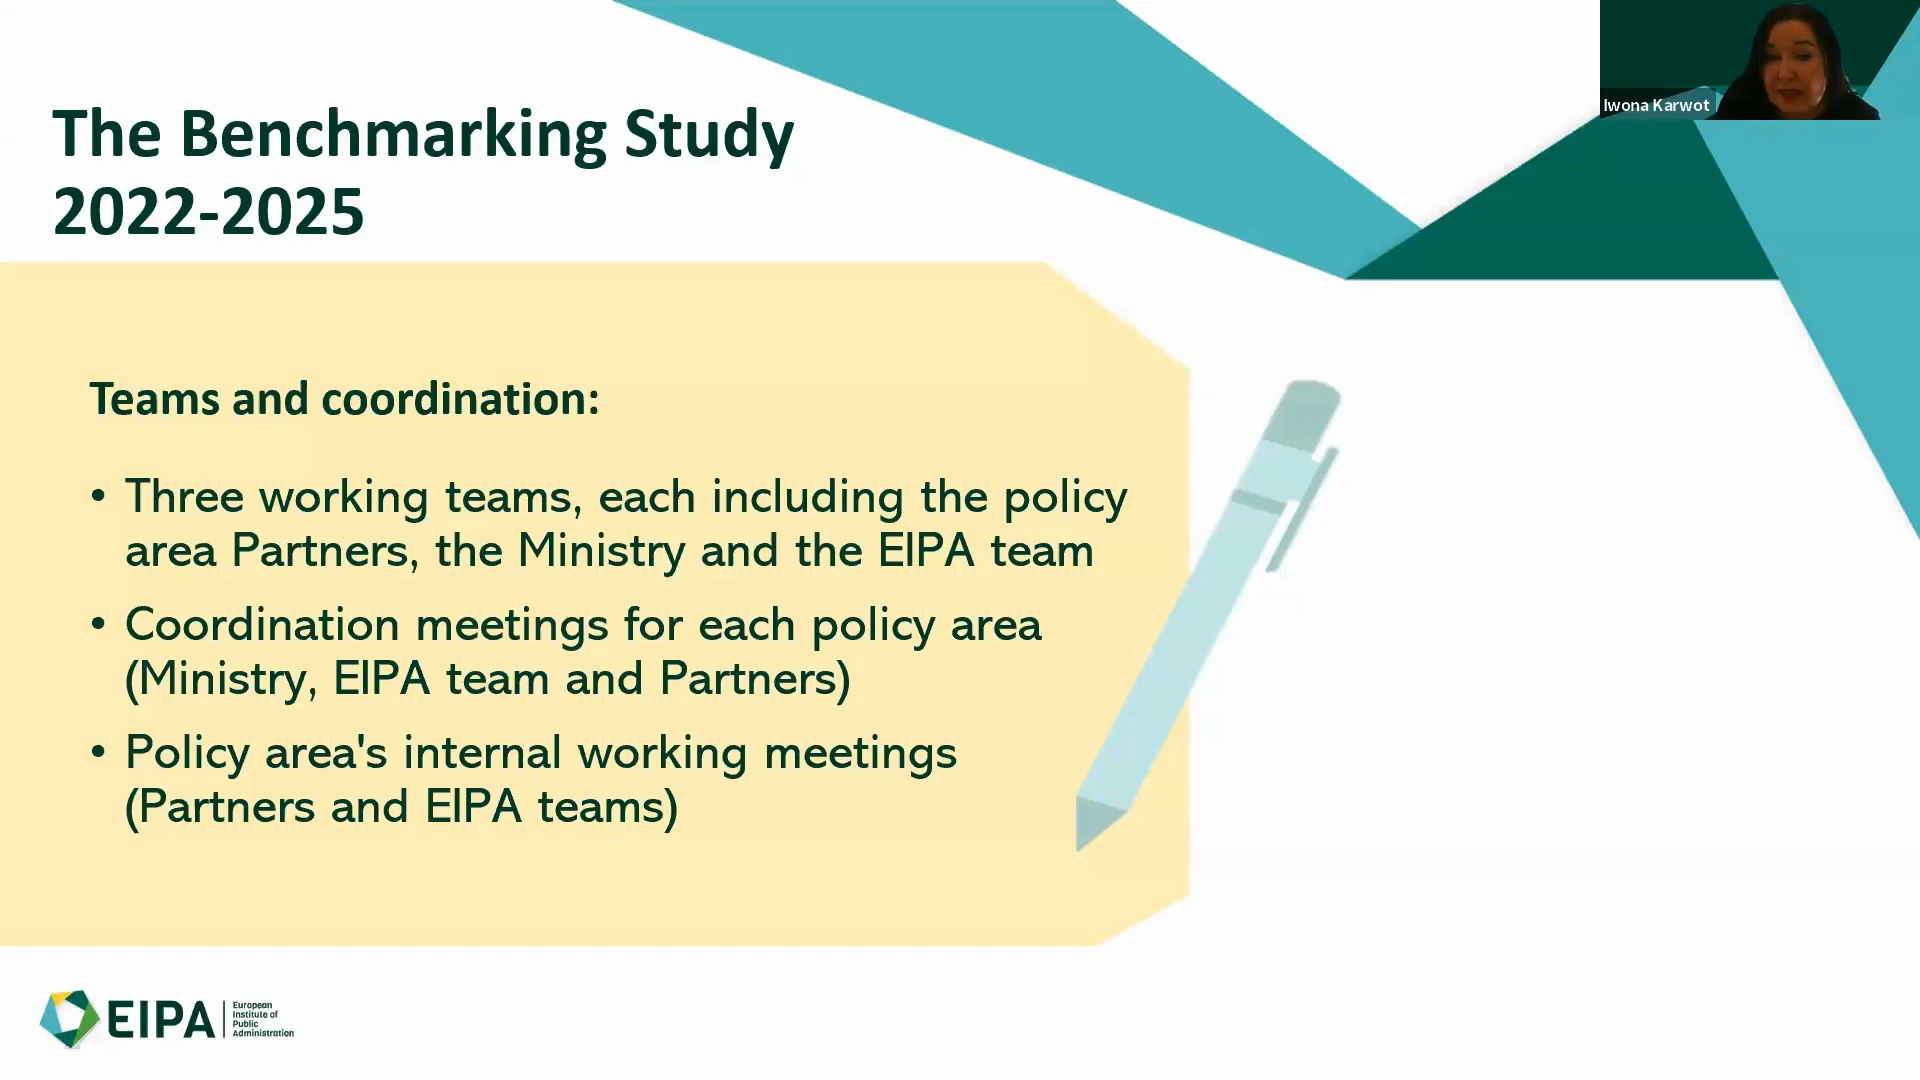 Iwona Karwot
The Benchmarking Study
2022-2025
Teams and coordination:
• Three working teams, each including the policy
area Partners, the Ministry and the EIPA team
• Coordination meetings for each policy area
(Ministry, EIPA team and Partners)
• Policy area's internal working meetings
(Partners and EIPA teams)
EIPA
European
Institute of
Public
Administration